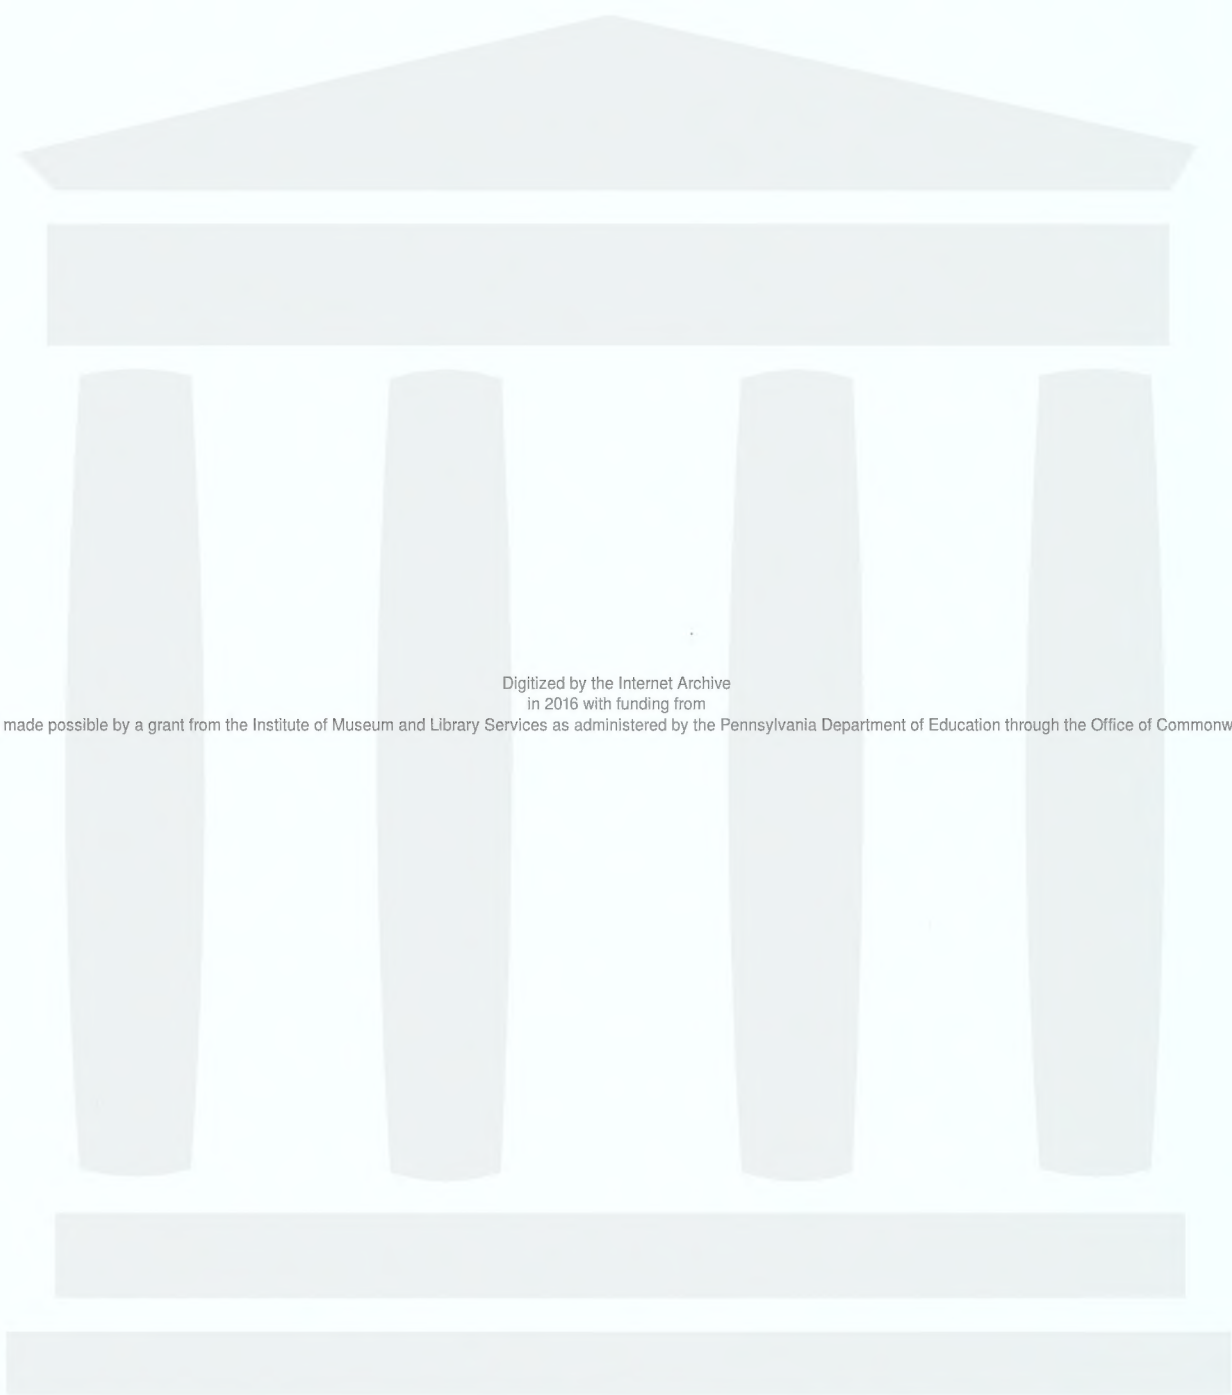 Digitized by the Internet Archive
in 2016 with funding from
made possible by a grant from the Institute of Museum and Library Services as administered by the Pennsylvania Department of Education through the Office of Commonw